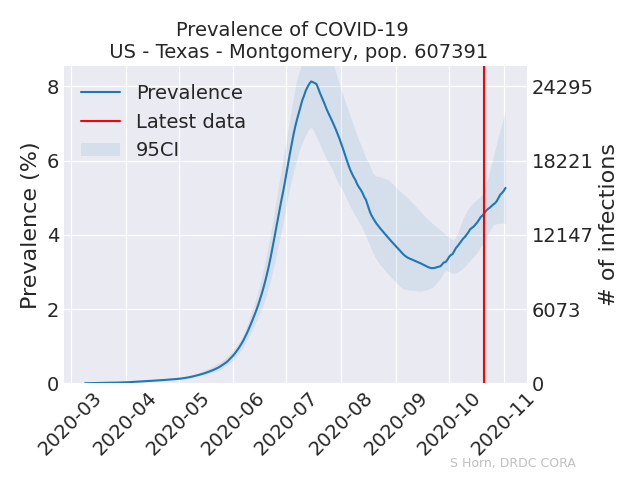 Prevalence of COVID-19
US - Texas - Montgomery, pop. 607391
Prevalence
Latest data
95CI
Prevalence (%)
8
6
4
2
0
24295
18221
12147
6073
0
# of infections
2020-03
2020-04
2020-05
2020-06
2020-07
2020-08
2020-09
2020-10
2020-11
S Horn, DRDC CORA